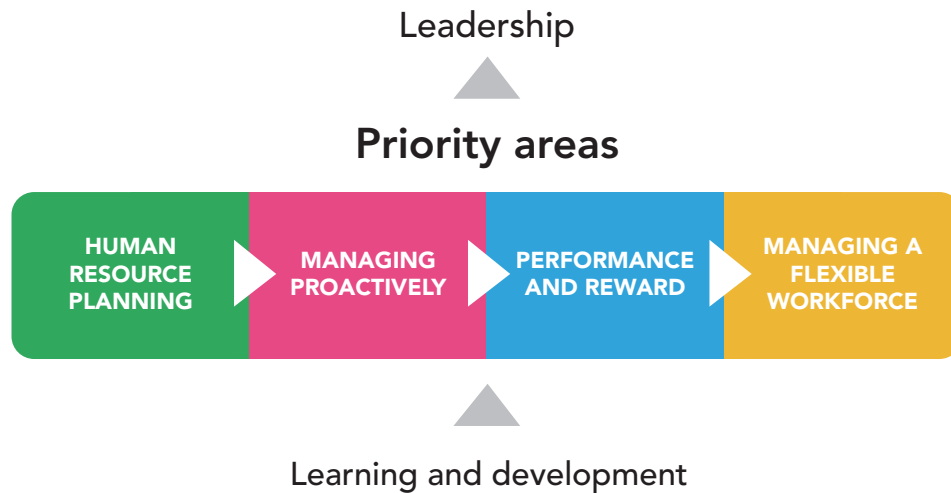 Leadership
Priority areas
HUMAN
RESOURCE
PLANNING
MANAGING
PROACTIVELY
PERFORMANCE
AND REWARD
MANAGING A
FLEXIBLE
WORKFORCE
Learning and development